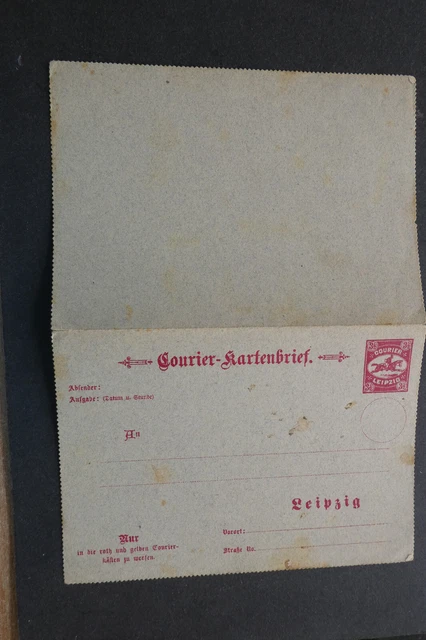 Courier-Kartenbrief.
COURIER
LEIPZIG
Absender:
Aufgabe: (Datum u. Stunde)
An
Leipzig
Vorort:
Straße No.
Nur
in die roth und gelben Courier-
kästen zu werfen